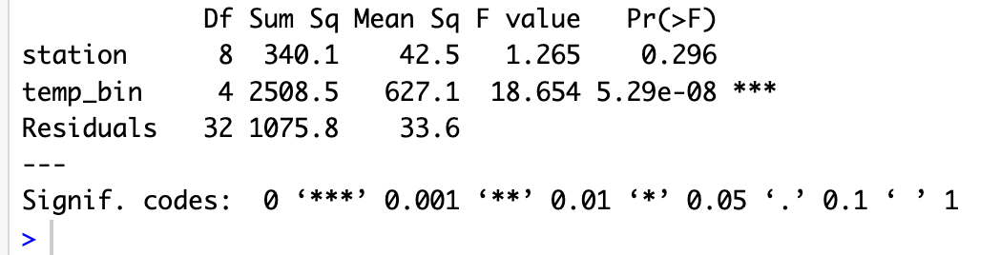 Df Sum Sq Mean Sq F value   Pr(>F)
station      8  340.1    42.5   1.265    0.296
temp_bin     4 2508.5   627.1  18.654 5.29e-08 ***
Residuals   32 1075.8    33.6
---
Signif. codes:  0 ‘***’ 0.001 ‘**’ 0.01 ‘*’ 0.05 ‘.’ 0.1 ‘ ’ 1
>